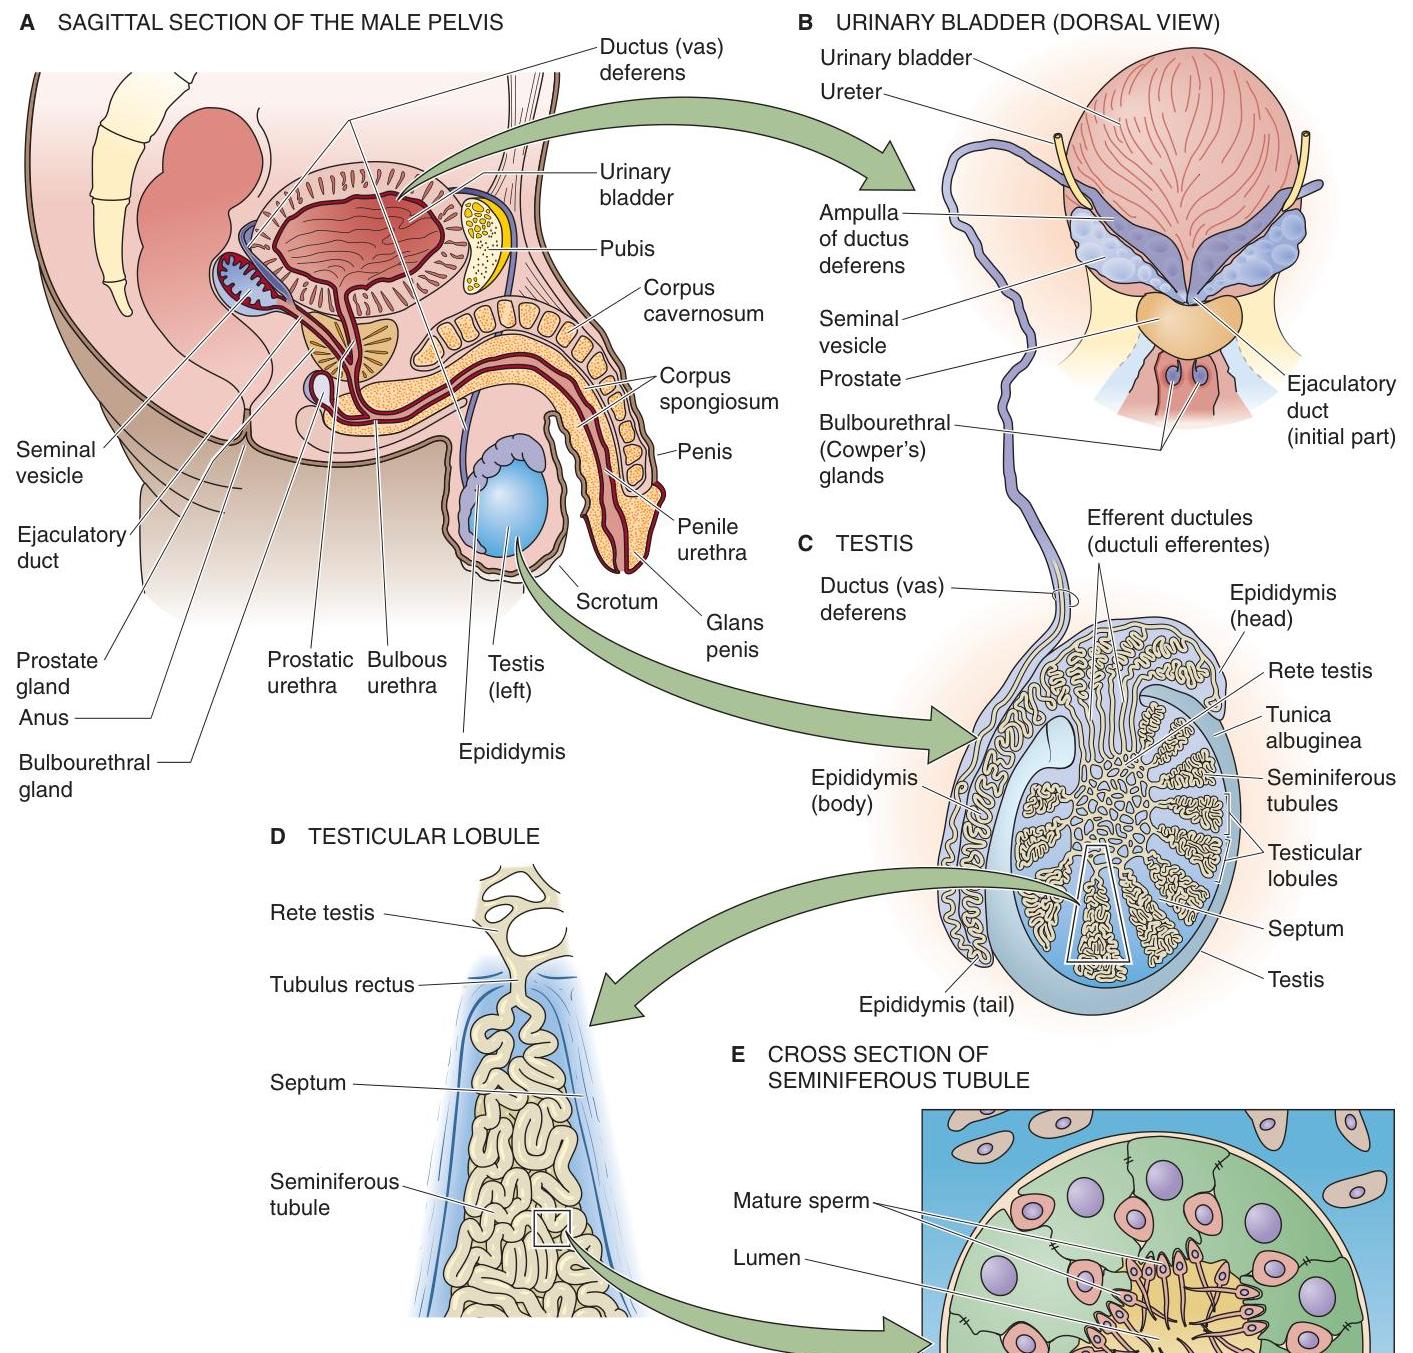 A SAGITTAL SECTION OF THE MALE PELVIS
Ductus (vas)
deferens
Urinary
bladder
Pubis
Corpus
cavernosum
Corpus
spongiosum
Penis
Penile
urethra
Scrotum
Glans
penis
Seminal
vesicle
Ejaculatory
duct
Prostate
gland
Anus
Bulbourethral
gland
Prostatic
urethra
Bulbous
urethra
Testis
(left)
Epididymis
B URINARY BLADDER (DORSAL VIEW)
Urinary bladder
Ureter
Ampulla
of ductus
deferens
Seminal
vesicle
Prostate
Bulbourethral
(Cowper's)
glands
Ejaculatory
duct
(initial part)
C TESTIS
Efferent ductules
(ductuli efferentes)
Ductus (vas)
deferens
Epididymis
(head)
Rete testis
Tunica
albuginea
Seminiferous
tubules
Testicular
lobules
Septum
Testis
Epididymis
(body)
Epididymis (tail)
D TESTICULAR LOBULE
Rete testis
Tubulus rectus
Septum
Seminiferous
tubule
E CROSS SECTION OF
SEMINIFEROUS TUBULE
Mature sperm
Lumen